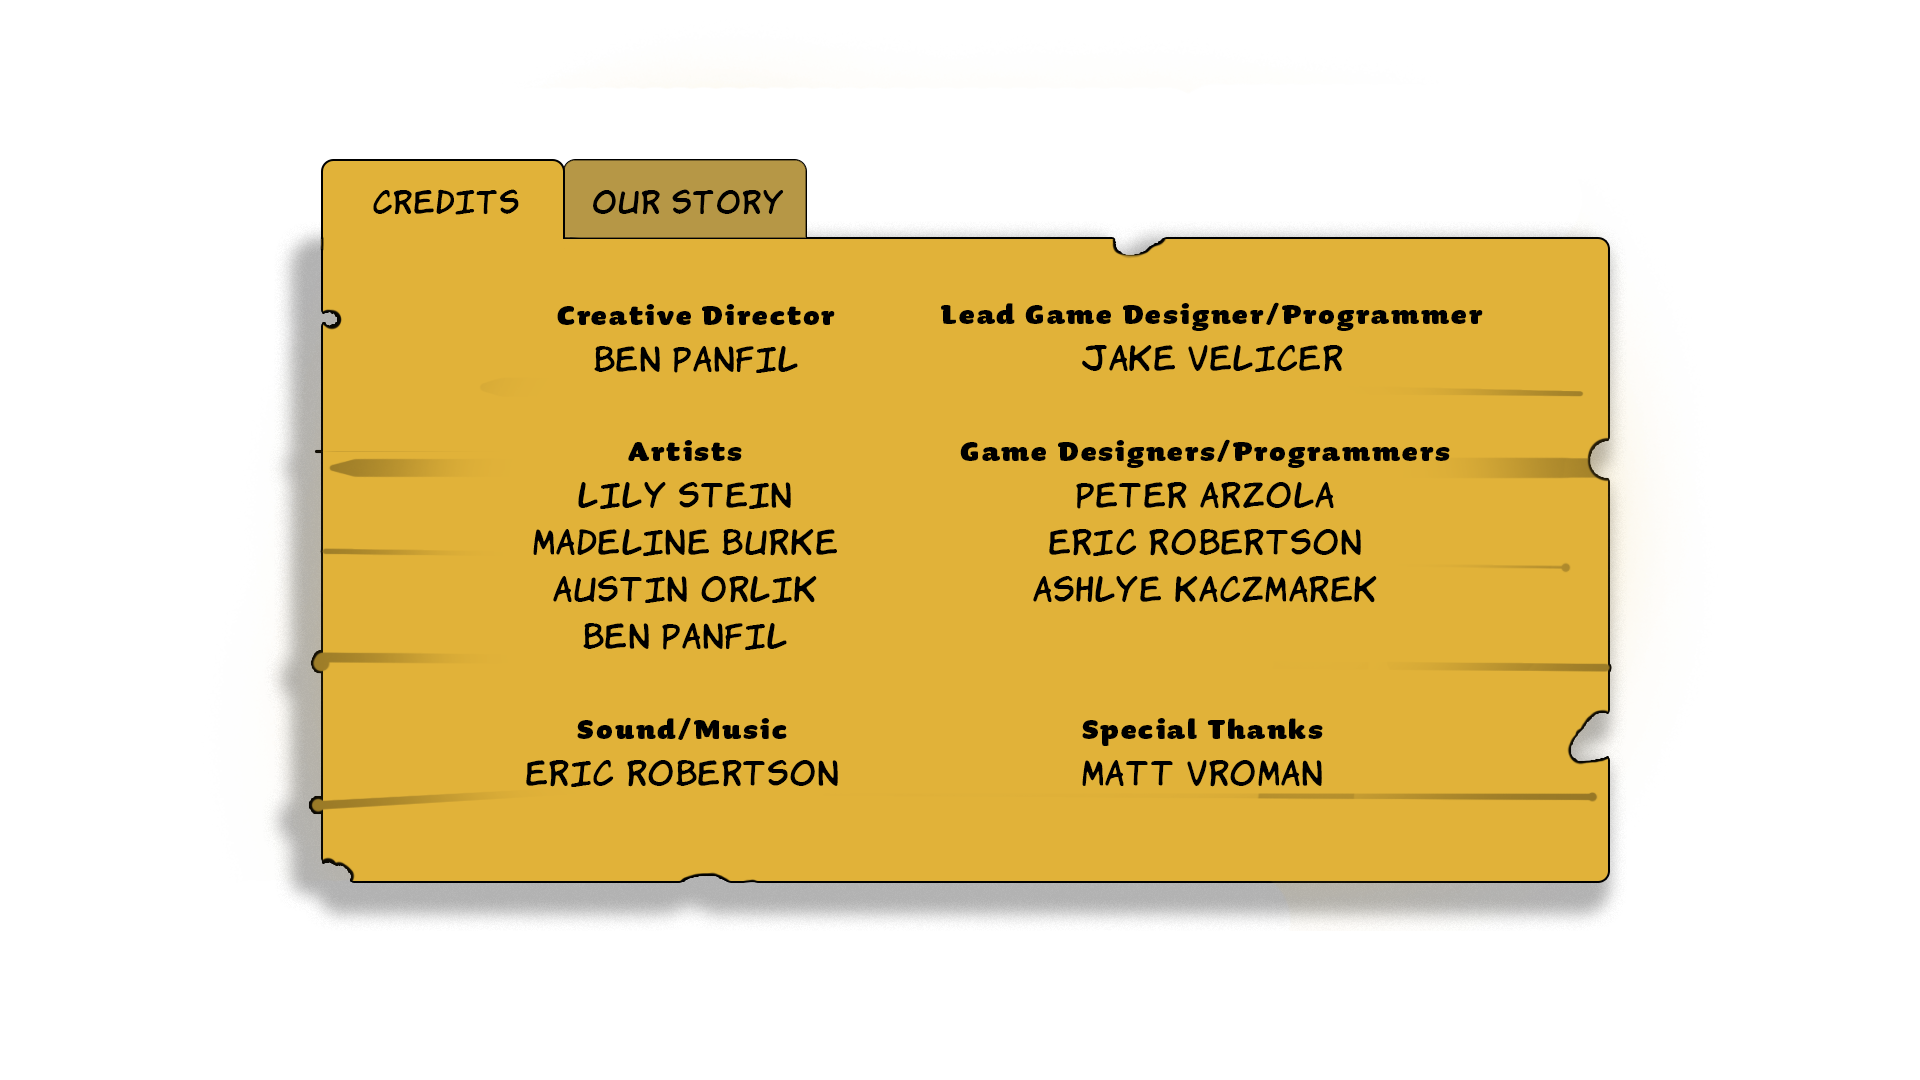 CREDITS
OUR STORY
Creative Director
BEN PANFIL
Lead Game Designer/Programmer
JAKE VELICER
Artists
LILY STEIN
MADELINE BURKE
AUSTIN ORLIK
BEN PANFIL
Game Designers/Programmers
PETER ARZOLA
ERIC ROBERTSON
ASHLYE KACZMAREK
Sound/Music
ERIC ROBERTSON
Special Thanks
MATT VROMAN